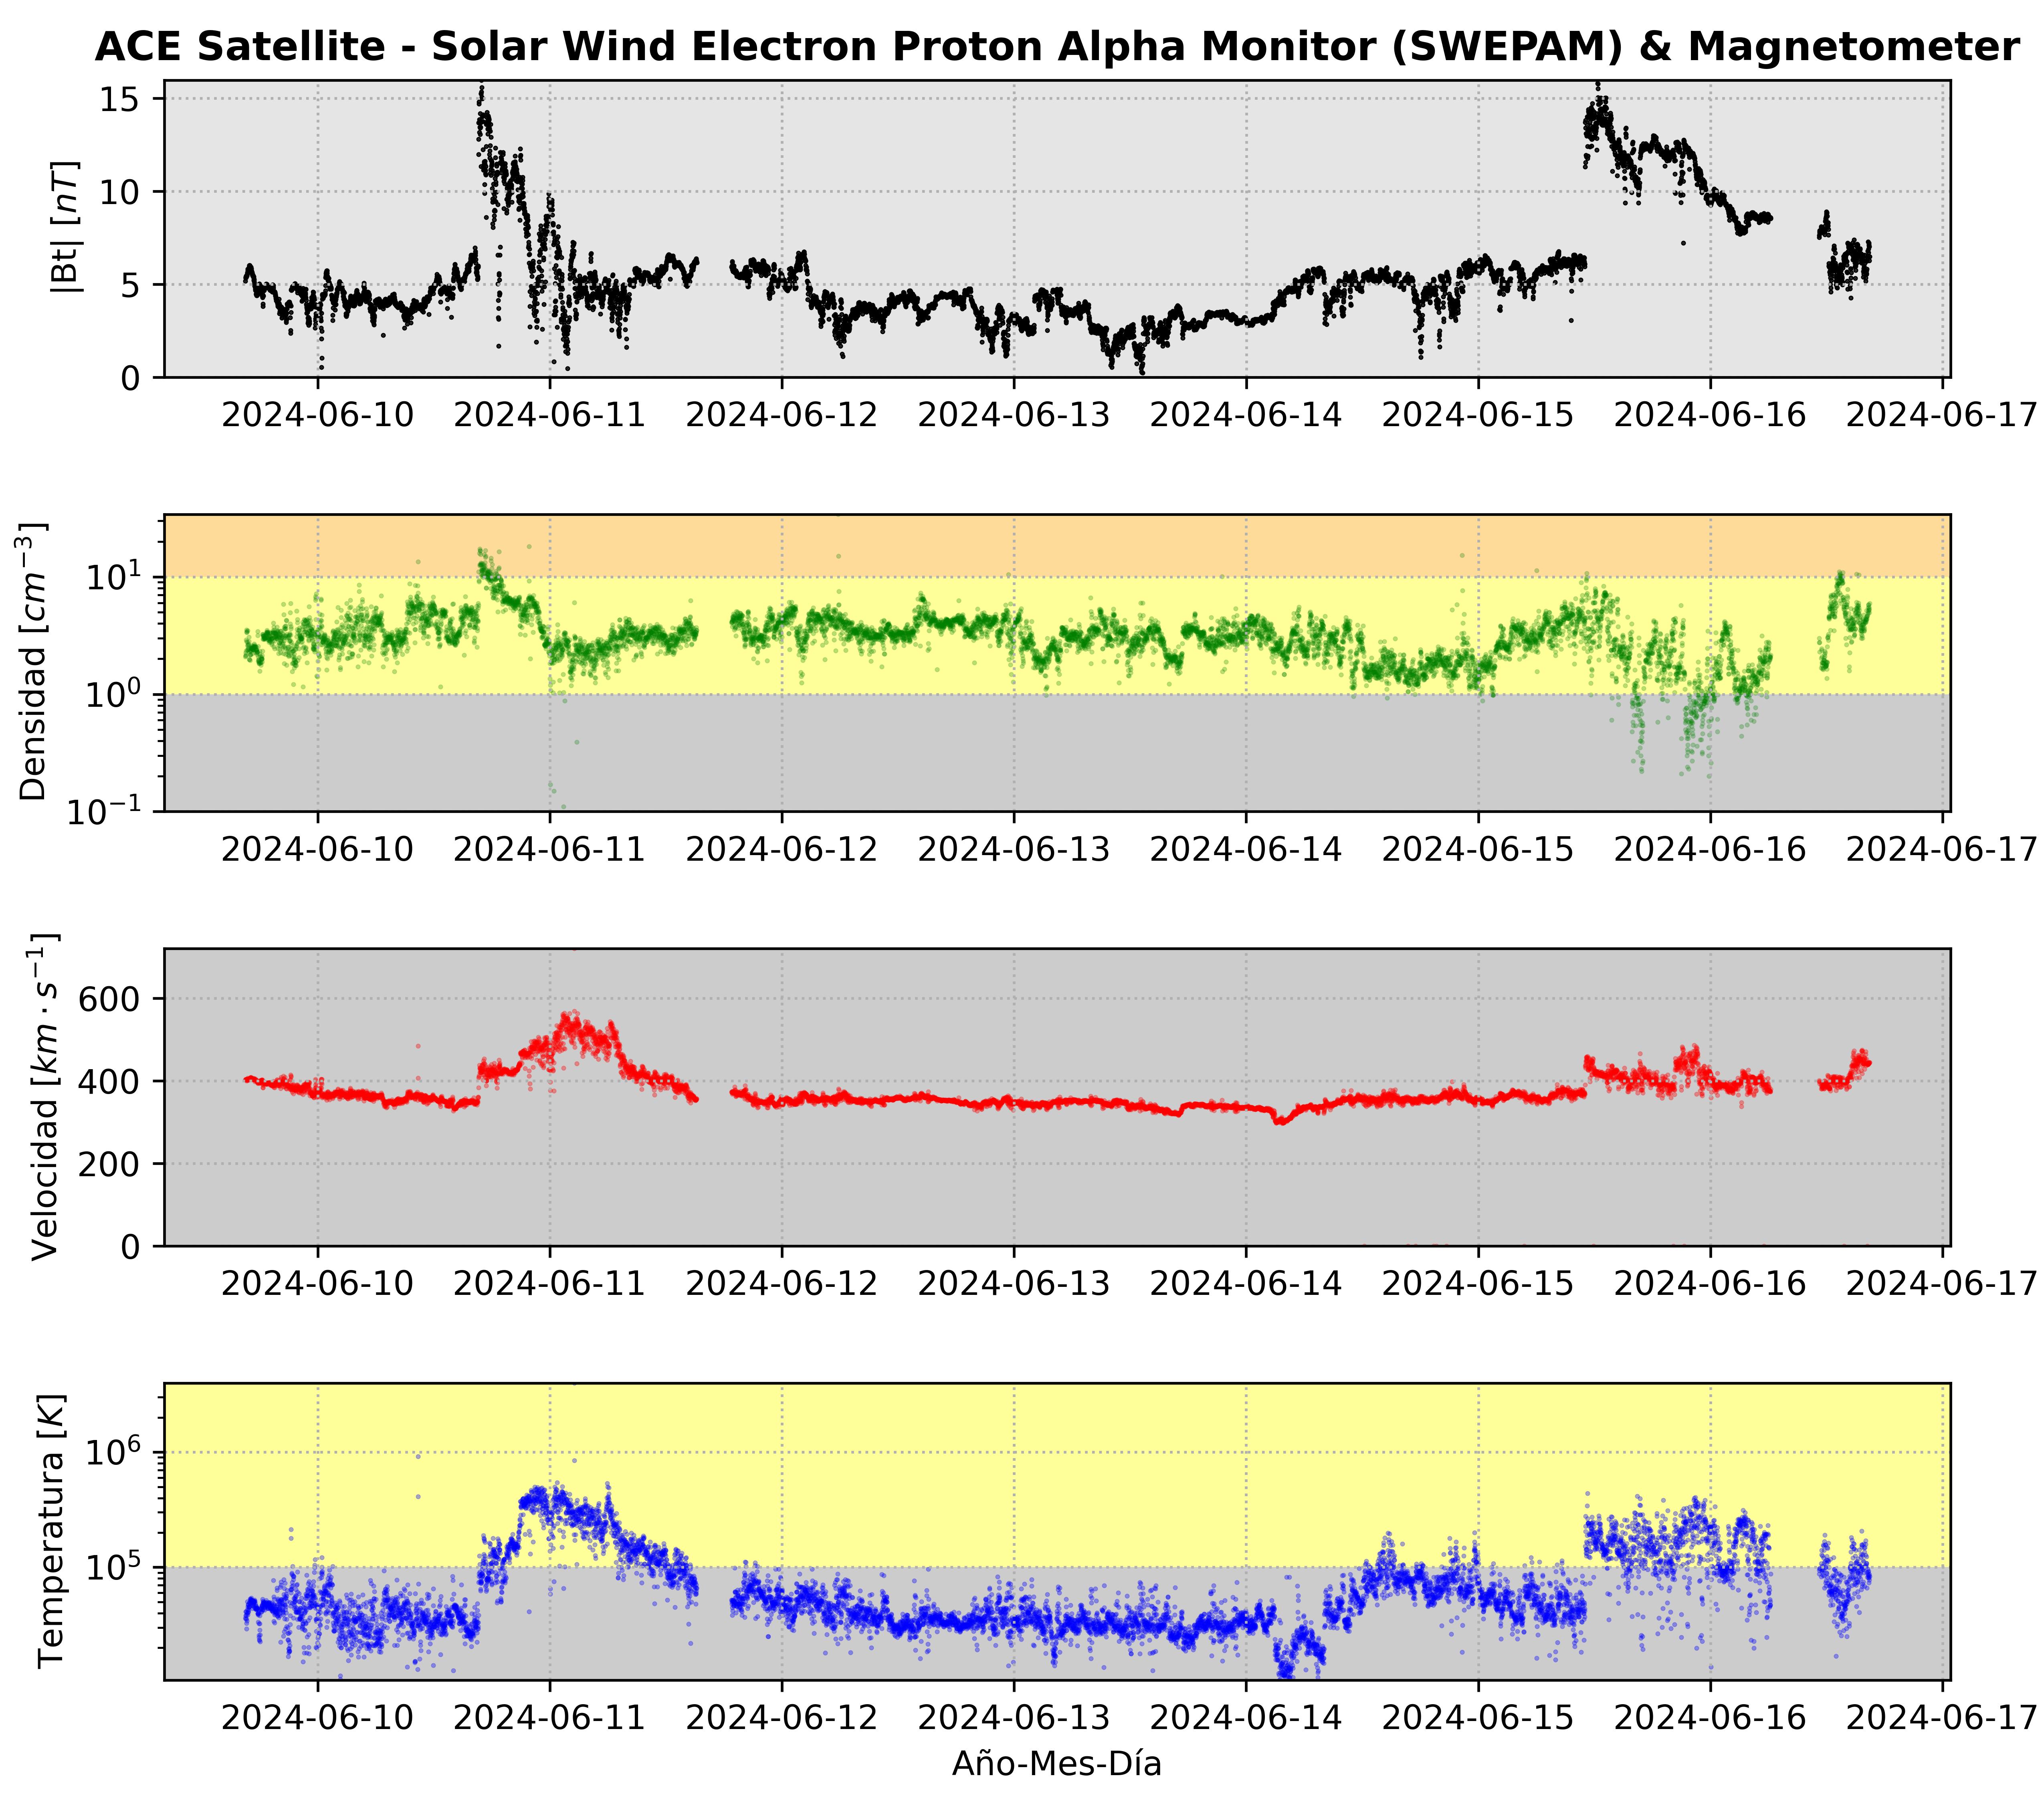 ACE Satellite - Solar Wind Electron Proton Alpha Monitor (SWEPAM) & Magnetometer
|Bt| [nT]
15
10
5
0
2024-06-10 2024-06-11 2024-06-12 2024-06-13 2024-06-14 2024-06-15 2024-06-16 2024-06-17
Densidad [cm⁻³]
10¹
10⁰
10⁻¹
2024-06-10 2024-06-11 2024-06-12 2024-06-13 2024-06-14 2024-06-15 2024-06-16 2024-06-17
Velocidad [km · s⁻¹]
600
400
200
0
2024-06-10 2024-06-11 2024-06-12 2024-06-13 2024-06-14 2024-06-15 2024-06-16 2024-06-17
Temperatura [K]
10⁶
10⁵
2024-06-10 2024-06-11 2024-06-12 2024-06-13 2024-06-14 2024-06-15 2024-06-16 2024-06-17
Año-Mes-Día